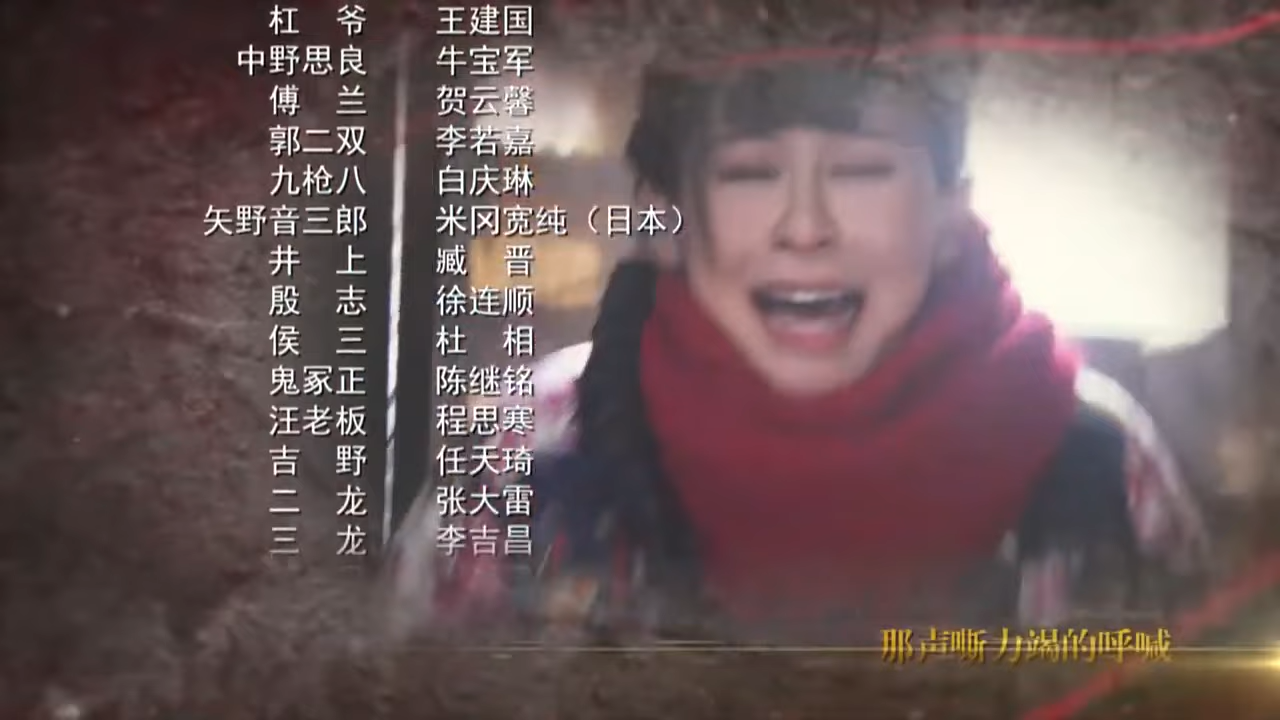 杠　爷　王建国
中野思良　牛宝军
傅　兰　贺云馨
郭二双　李若嘉
九枪八　白庆琳
矢野音三郎　米冈宽纯（日本）
井　上　臧　晋
殷　志　徐连顺
侯　三　杜　相
鬼冢正　陈继铭
汪老板　程思寒
吉　野　任天琦
二　龙　张大雷
三　龙　李吉昌
那声嘶力竭的呼喊